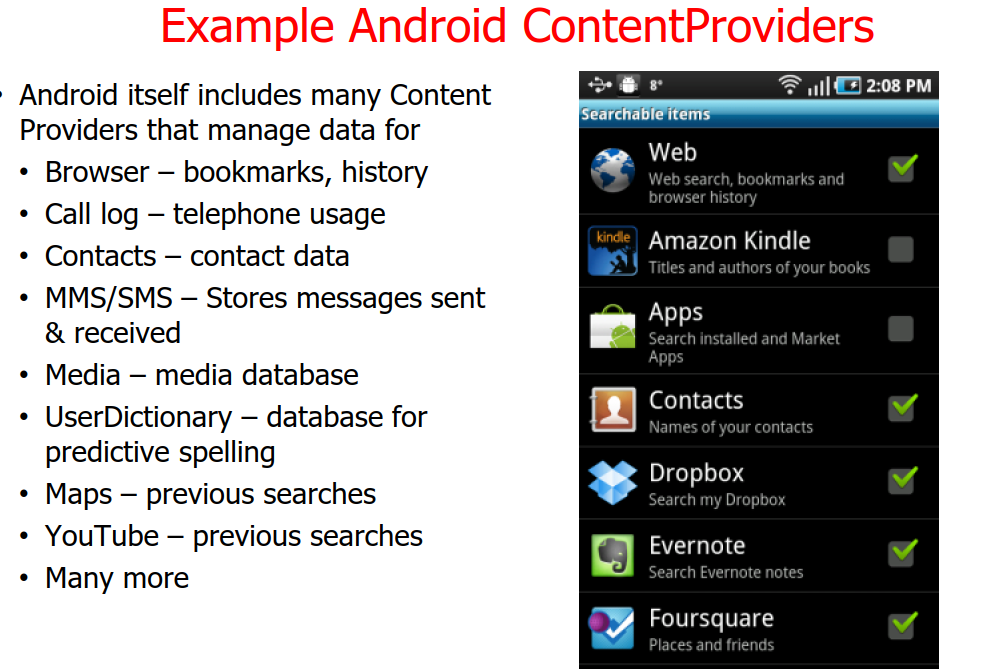 Example Android ContentProviders
• Android itself includes many Content
Providers that manage data for
• Browser – bookmarks, history
• Call log – telephone usage
• Contacts – contact data
• MMS/SMS – Stores messages sent
& received
• Media – media database
• UserDictionary – database for
predictive spelling
• Maps – previous searches
• YouTube – previous searches
• Many more
8° 2:08 PM
Searchable items
Web
Web search, bookmarks and
browser history
kindle
Amazon Kindle
Titles and authors of your books
Apps
Search installed and Market
Apps
Contacts
Names of your contacts
Dropbox
Search my Dropbox
Evernote
Search Evernote notes
Foursquare
Places and friends